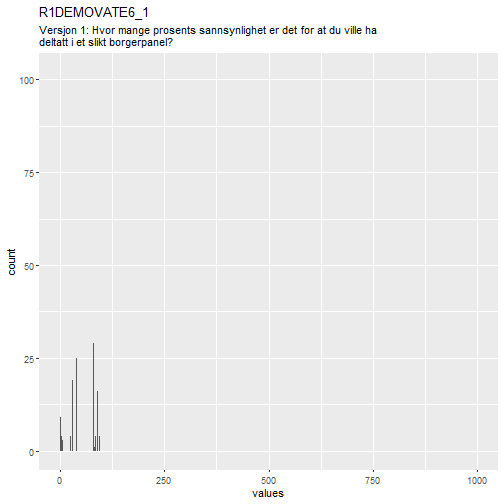 R1DEMOVATE6_1
Versjon 1: Hvor mange prosents sannsynlighet er det for at du ville ha
deltatt i et slikt borgerpanel?
100
75
50
25
0
count
0
250
500
750
1000
values